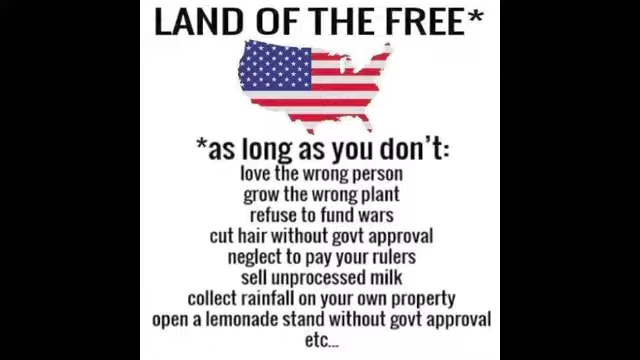 LAND OF THE FREE*
*as long as you don't:
love the wrong person
grow the wrong plant
refuse to fund wars
cut hair without govt approval
neglect to pay your rulers
sell unprocessed milk
collect rainfall on your own property
open a lemonade stand without govt approval
etc...